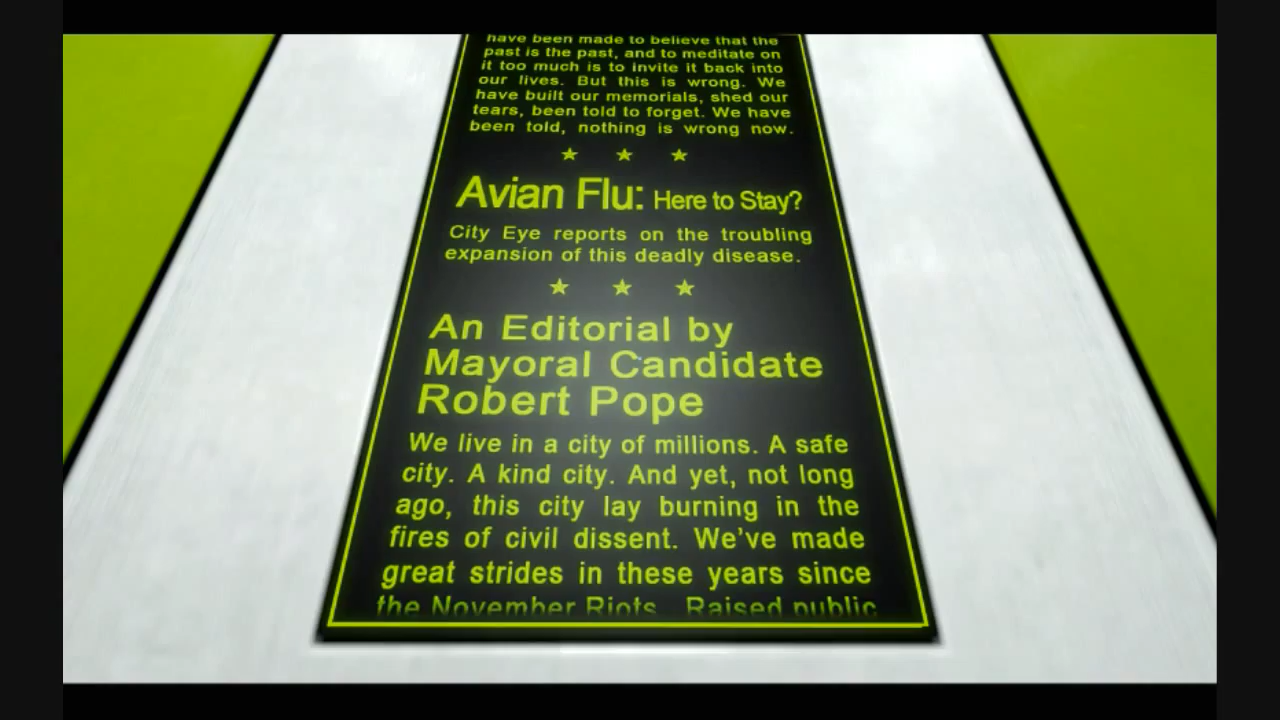 have been made to believe that the
past is the past, and to meditate on
it too much is to invite it back into
our lives. But this is wrong. We
have built our memorials, shed our
tears, been told to forget. We have
been told, nothing is wrong now.
Avian Flu: Here to Stay?
City Eye reports on the troubling
expansion of this deadly disease.
An Editorial by
Mayoral Candidate
Robert Pope
We live in a city of millions. A safe
city. A kind city. And yet, not long
ago, this city lay burning in the
fires of civil dissent. We've made
great strides in these years since
the November Riots. Raised public